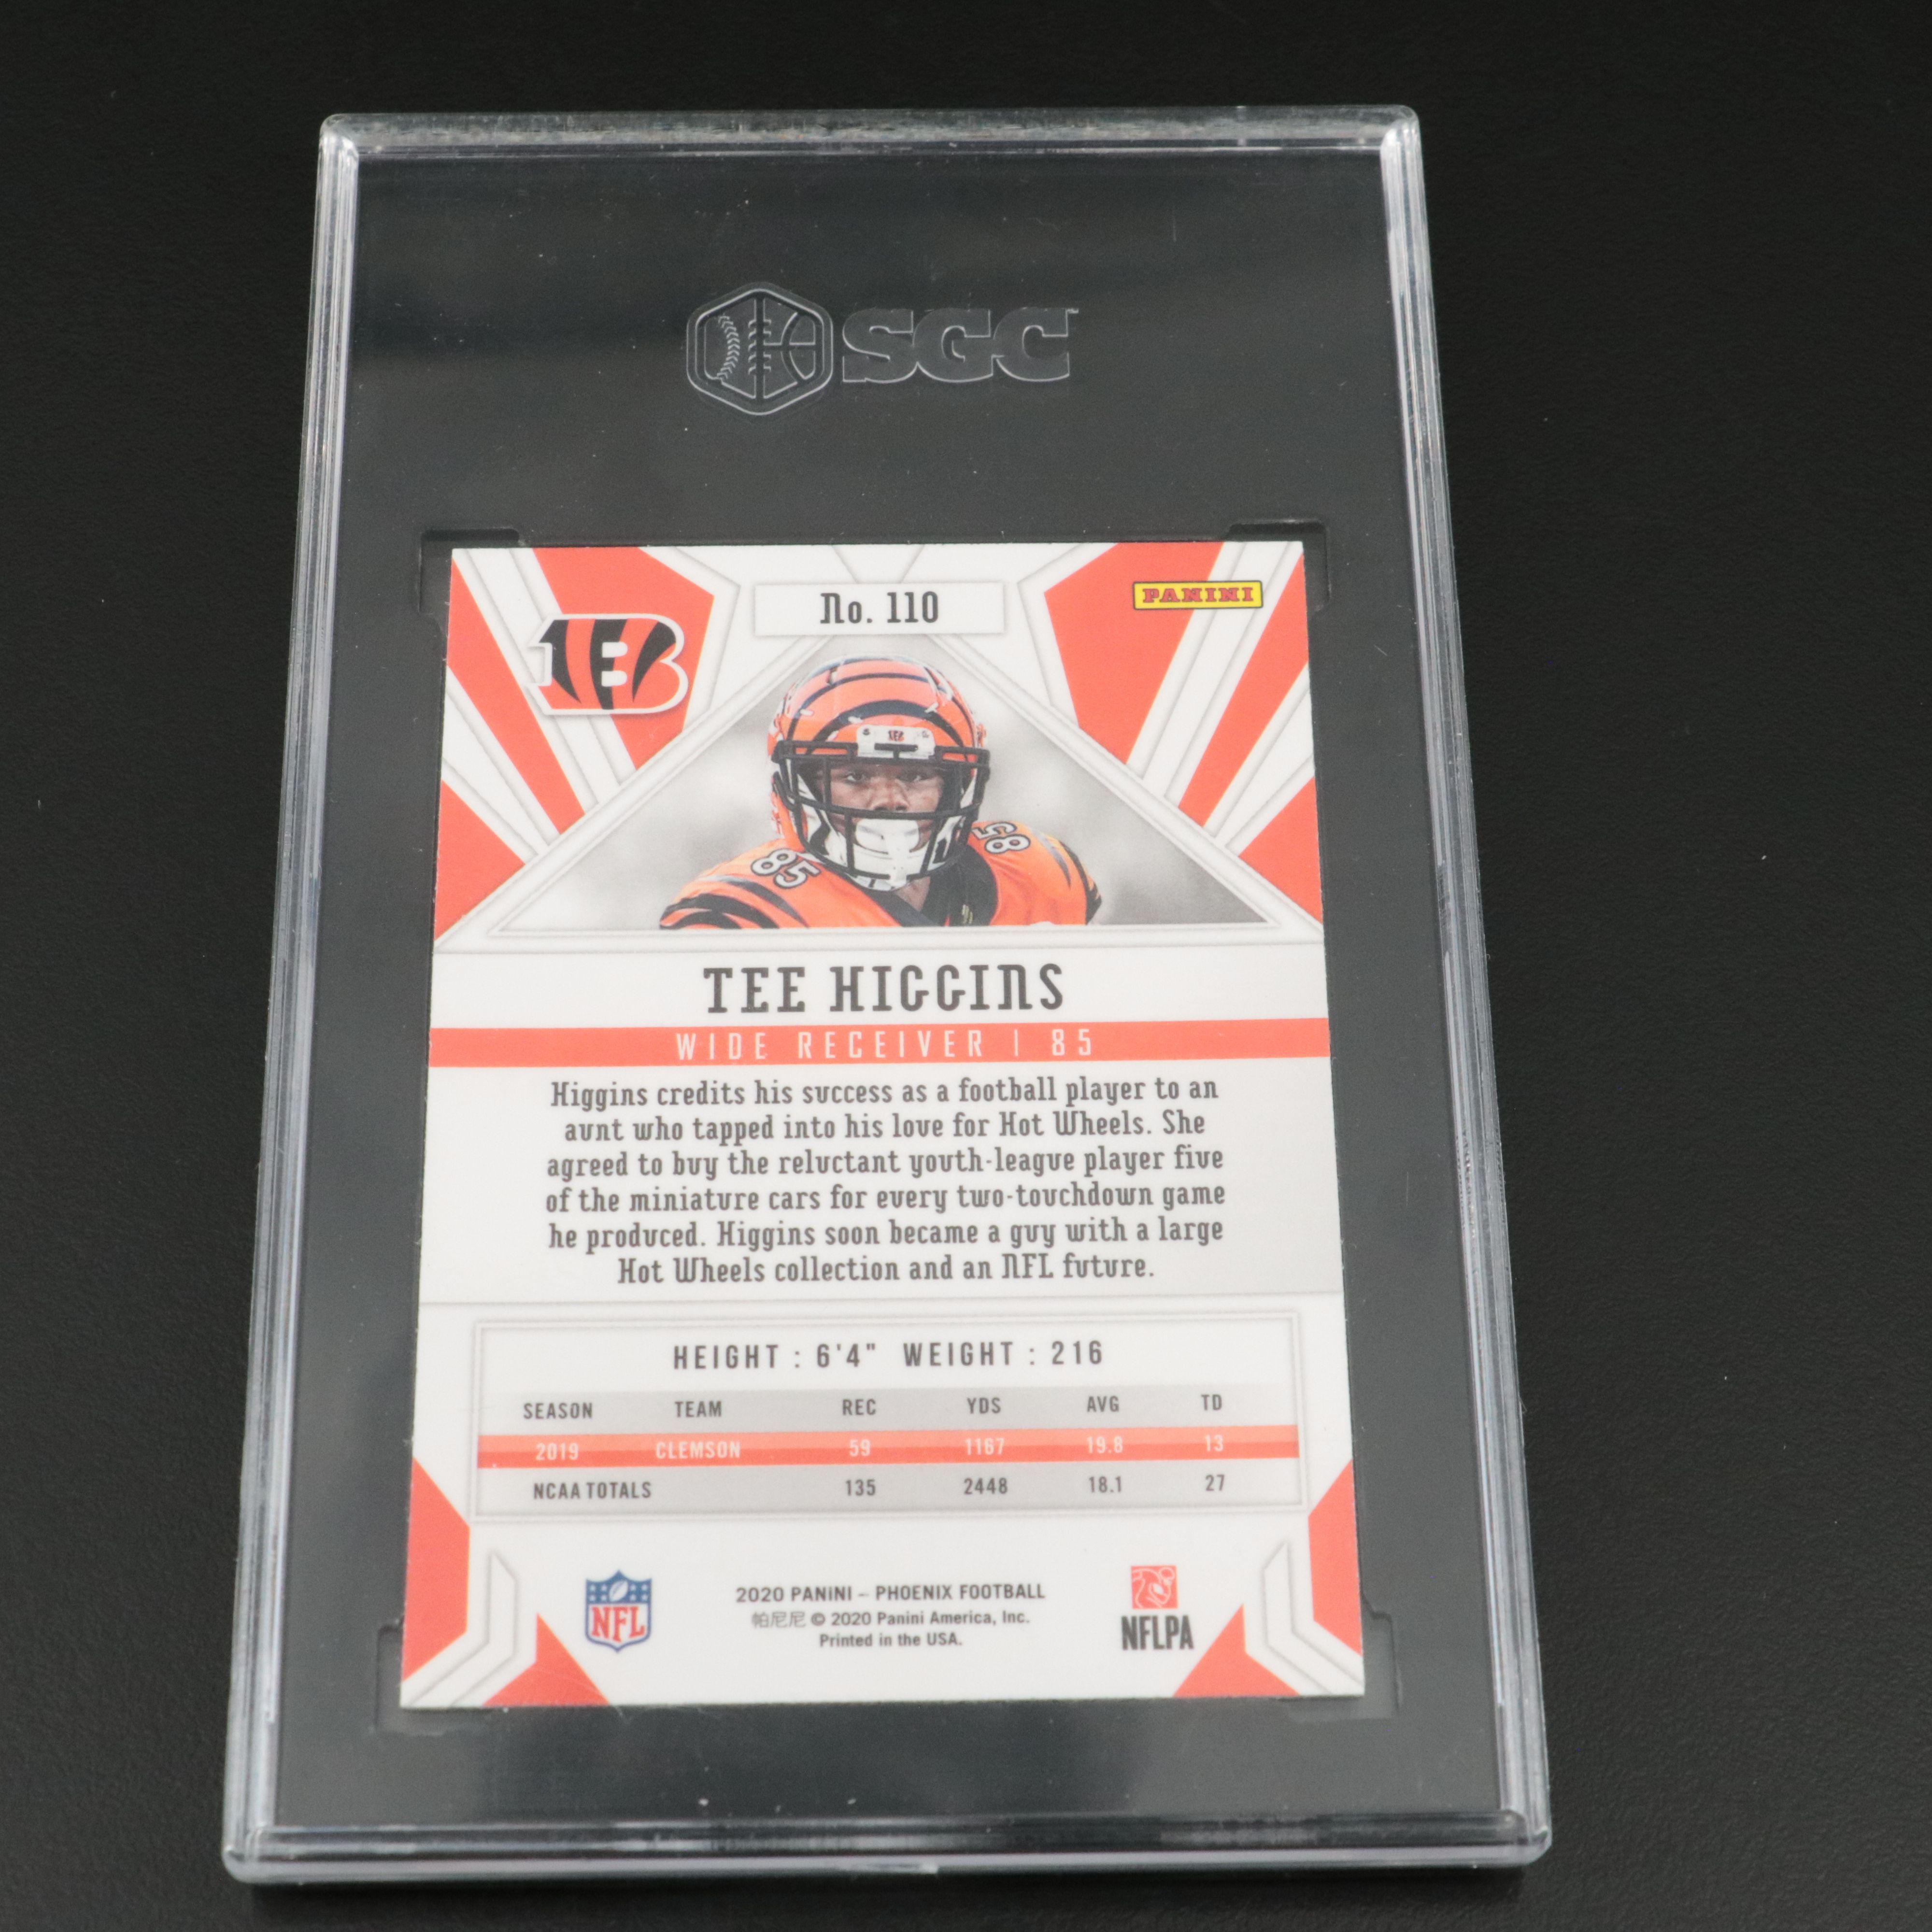 SGC
No. 110
PANINI
85
85
TEE HIGGINS
WIDE RECEIVER | 85
Higgins credits his success as a football player to an
aunt who tapped into his love for Hot Wheels. She
agreed to buy the reluctant youth-league player five
of the miniature cars for every two-touchdown game
he produced. Higgins soon became a guy with a large
Hot Wheels collection and an NFL future.
HEIGHT : 6'4" WEIGHT : 216
SEASON TEAM REC YDS AVG TD
2019 CLEMSON 59 1167 19.8 13
NCAA TOTALS 135 2448 18.1 27
NFL
2020 PANINI – PHOENIX FOOTBALL
帕尼尼 © 2020 Panini America, Inc.
Printed in the USA.
NFLPA